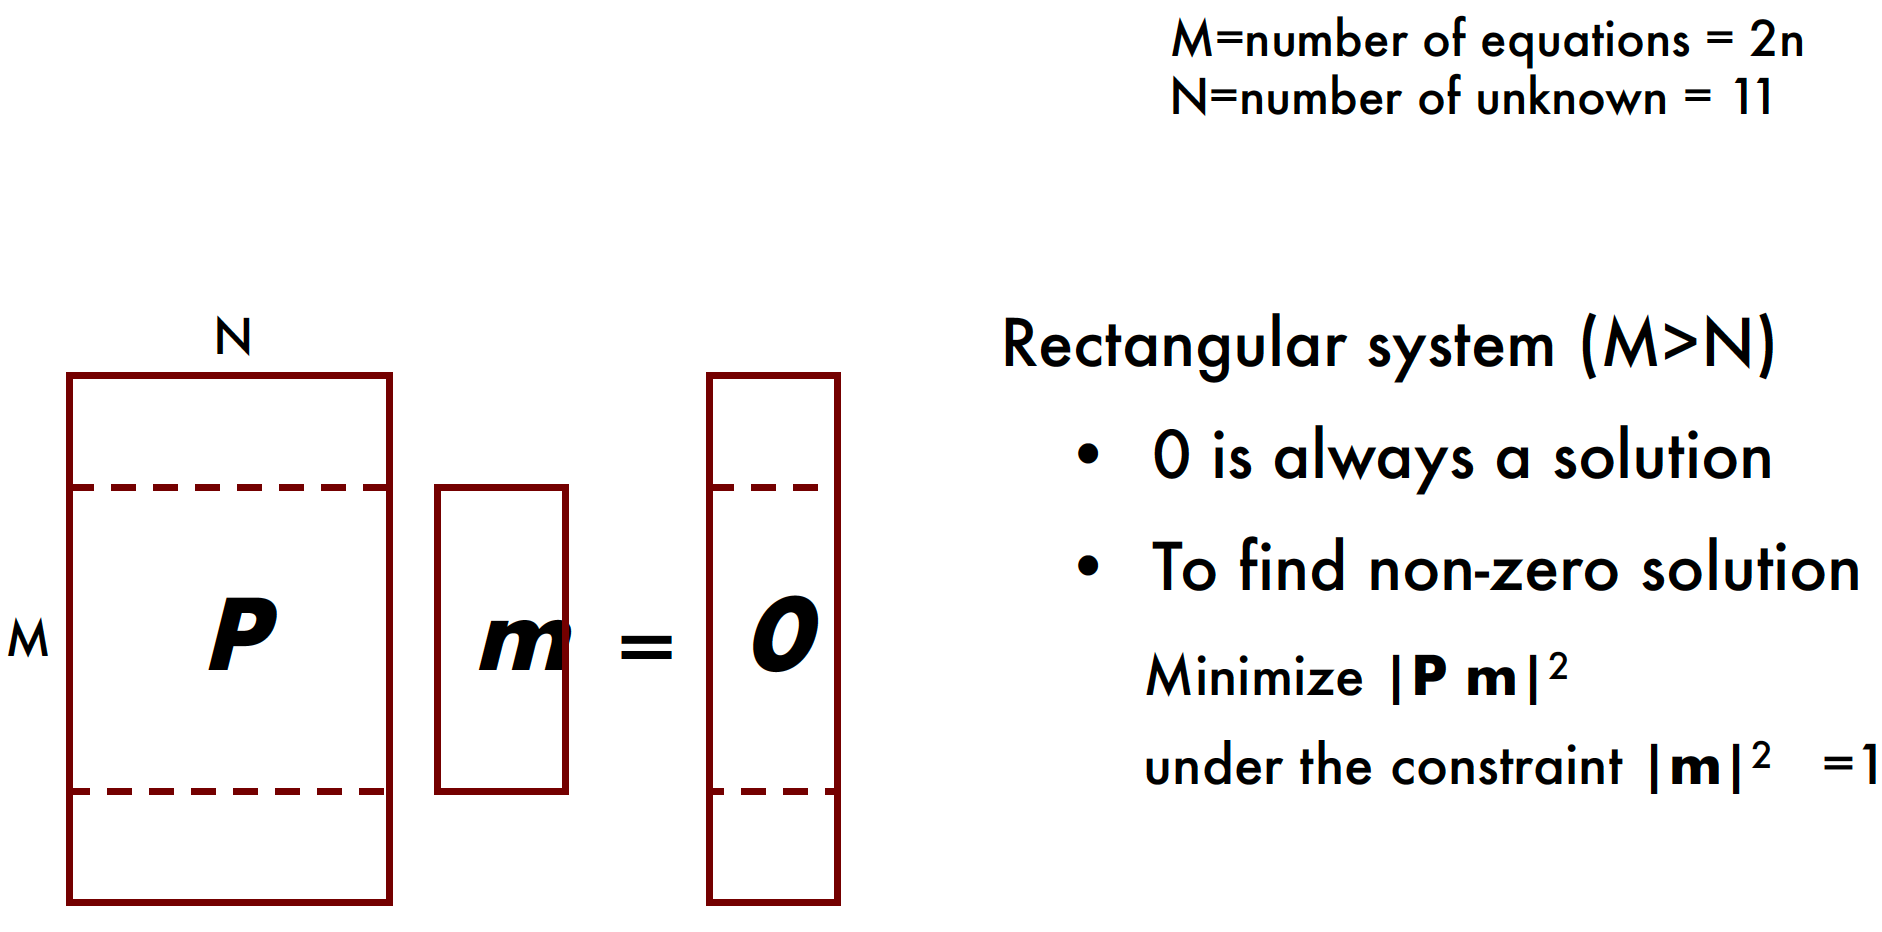 M=number of equations = 2n
N=number of unknown = 11
N
Rectangular system (M>N)
• 0 is always a solution
• To find non-zero solution
M P m = 0
Minimize |P m|²
under the constraint |m|² =1